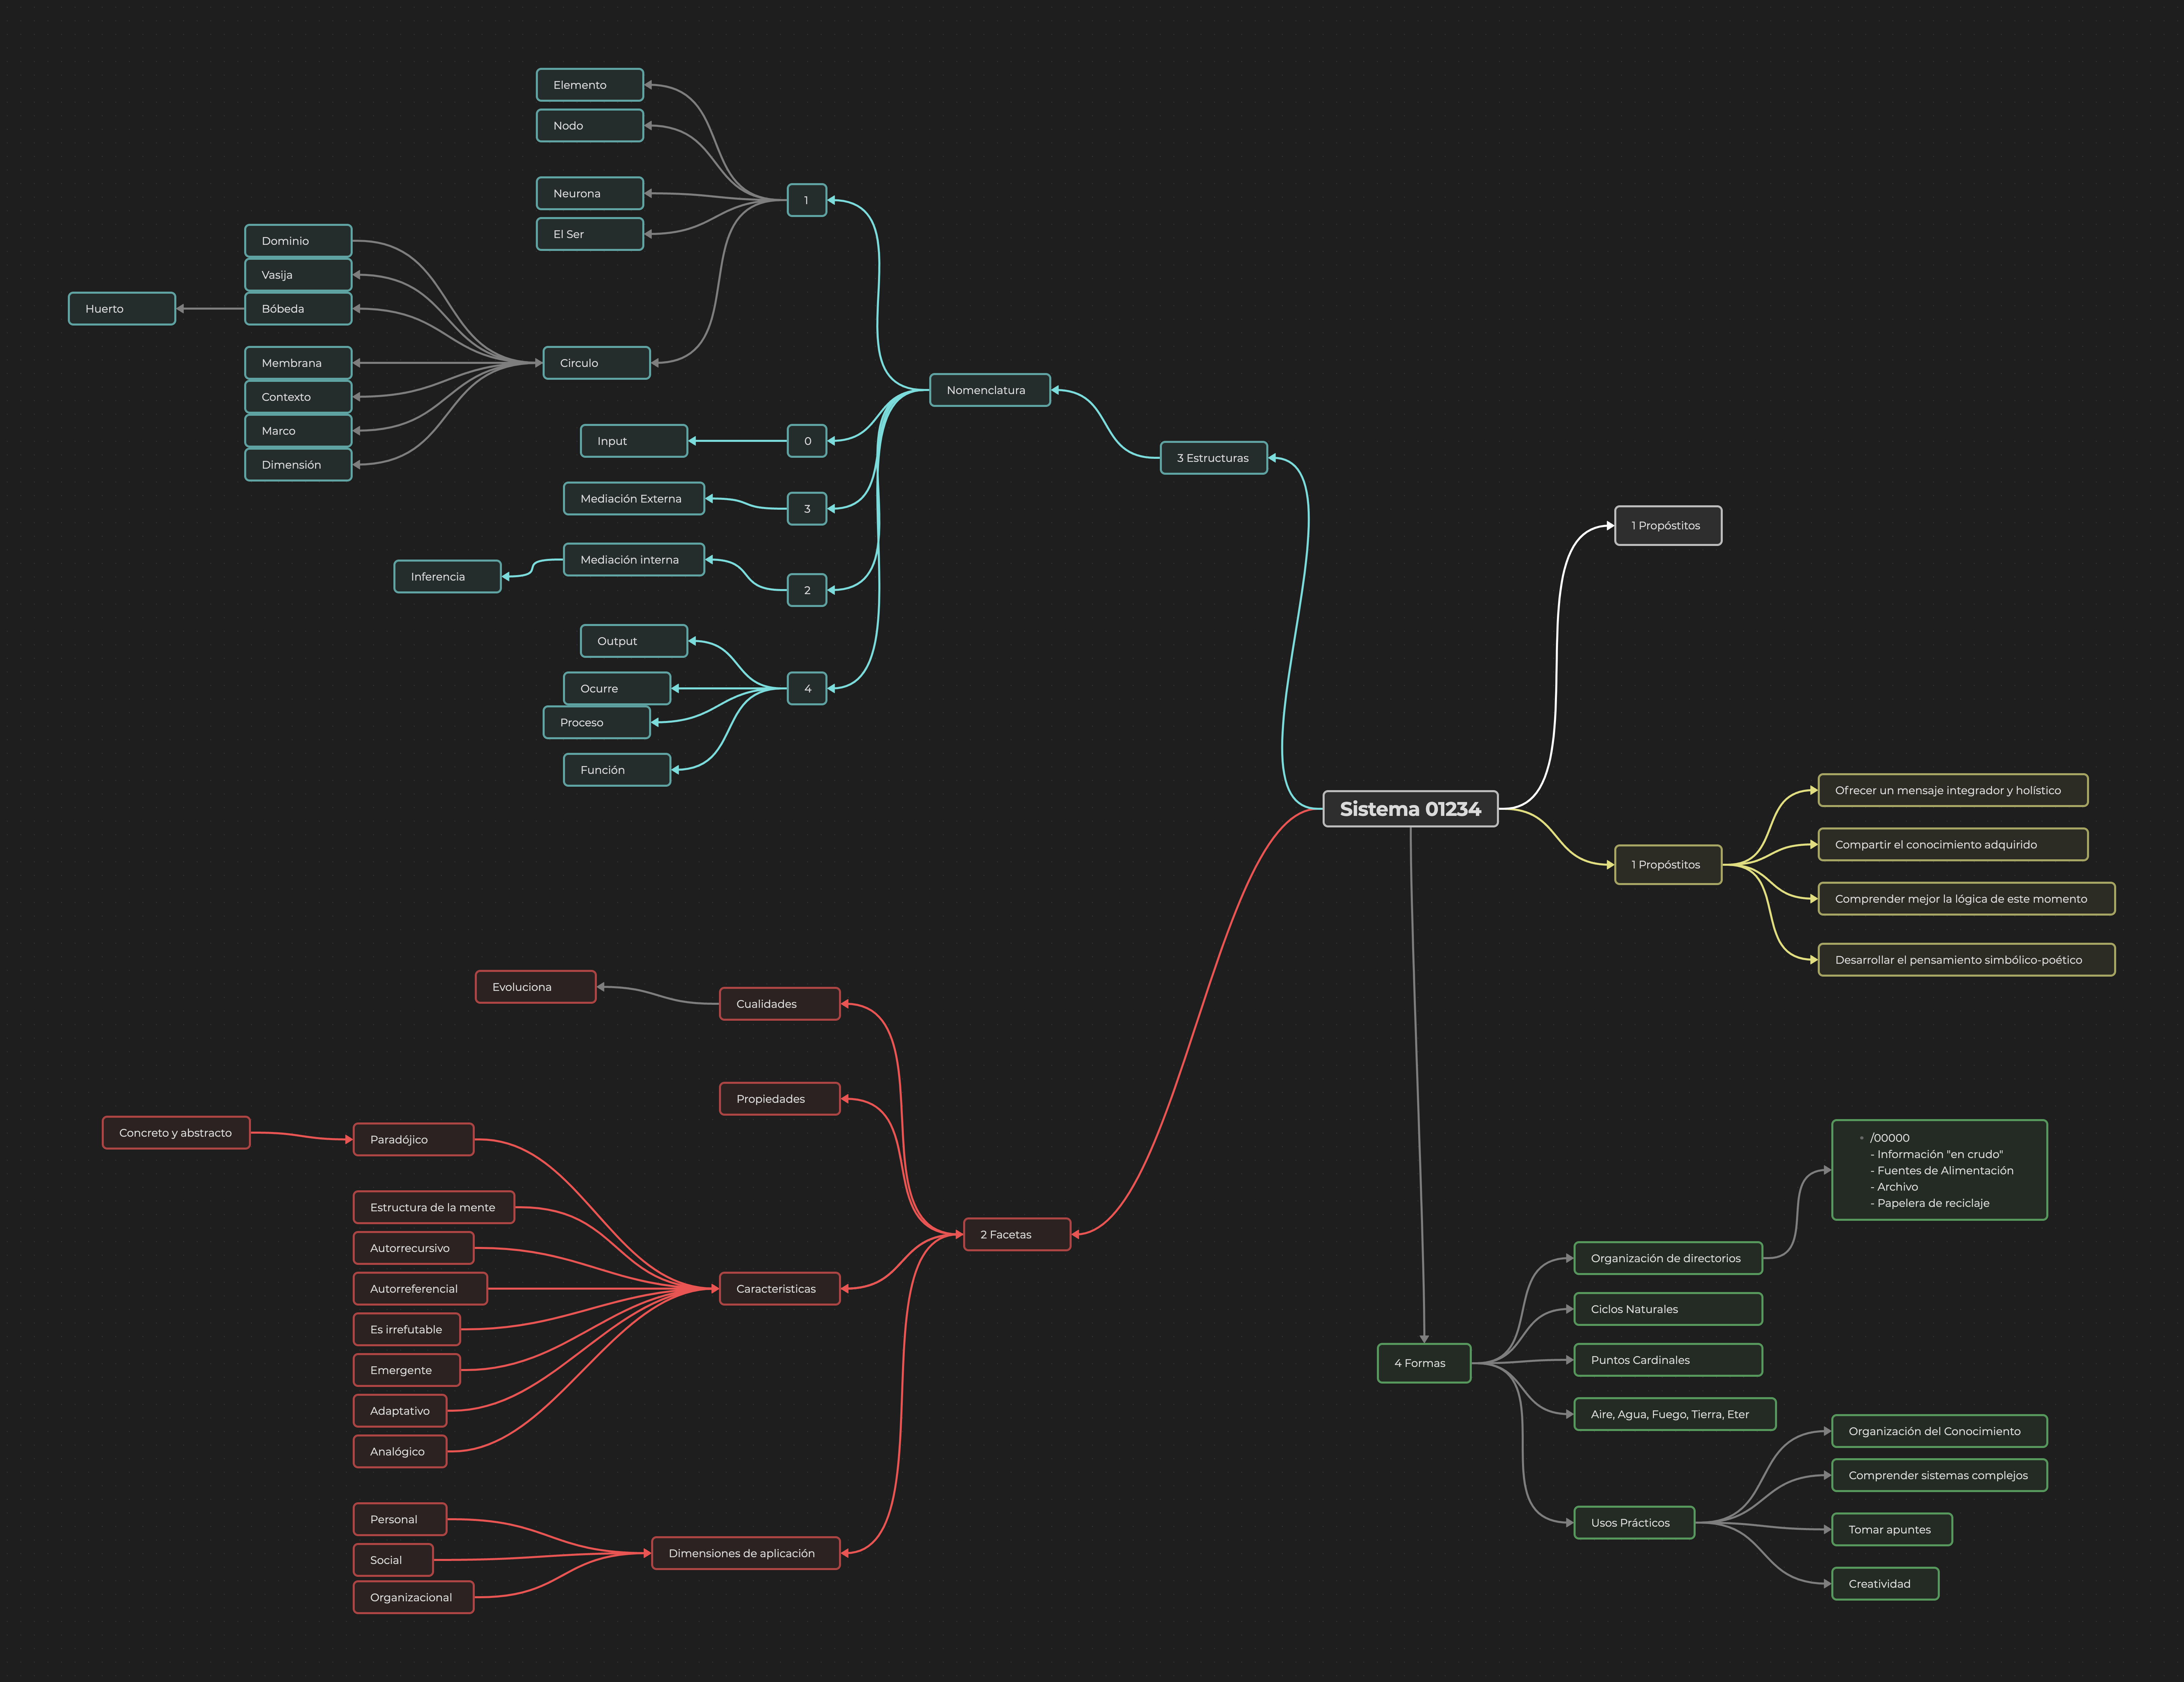 Elemento
Nodo
Neurona
El Ser
1
Dominio
Vasija
Huerto
Bóbeda
Membrana
Contexto
Marco
Dimensión
Circulo
Nomenclatura
3 Estructuras
Input
0
Mediación Externa
3
Mediación interna
2
Inferencia
Output
Ocurre
Proceso
Función
4
Sistema 01234
1 Propóstitos
1 Propóstitos
Ofrecer un mensaje integrador y holístico
Compartir el conocimiento adquirido
Comprender mejor la lógica de este momento
Desarrollar el pensamiento simbólico-poético
Evoluciona
Cualidades
Propiedades
Concreto y abstracto
Paradójico
Estructura de la mente
Autorrecursivo
Autorreferencial
Es irrefutable
Emergente
Adaptativo
Analógico
Caracteristicas
2 Facetas
Personal
Social
Organizacional
Dimensiones de aplicación
4 Formas
Organización de directorios
Ciclos Naturales
Puntos Cardinales
Aire, Agua, Fuego, Tierra, Eter
Usos Prácticos
• /00000
- Información "en crudo"
- Fuentes de Alimentación
- Archivo
- Papelera de reciclaje
Organización del Conocimiento
Comprender sistemas complejos
Tomar apuntes
Creatividad